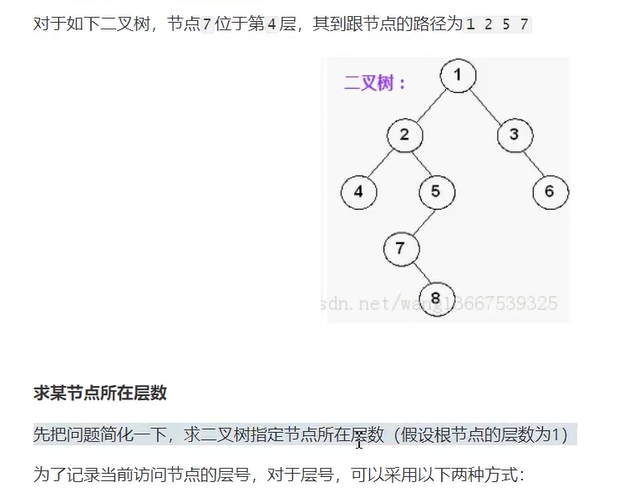 对于如下二叉树，节点7位于第4层，其到跟节点的路径为1 2 5 7
二叉树：
1
2 3
4 5 6
7
8
sdn.net/wang13667539325
求某节点所在层数
先把问题简化一下，求二叉树指定节点所在层数（假设根节点的层数为1）
为了记录当前访问节点的层号，对于层号，可以采用以下两种方式：